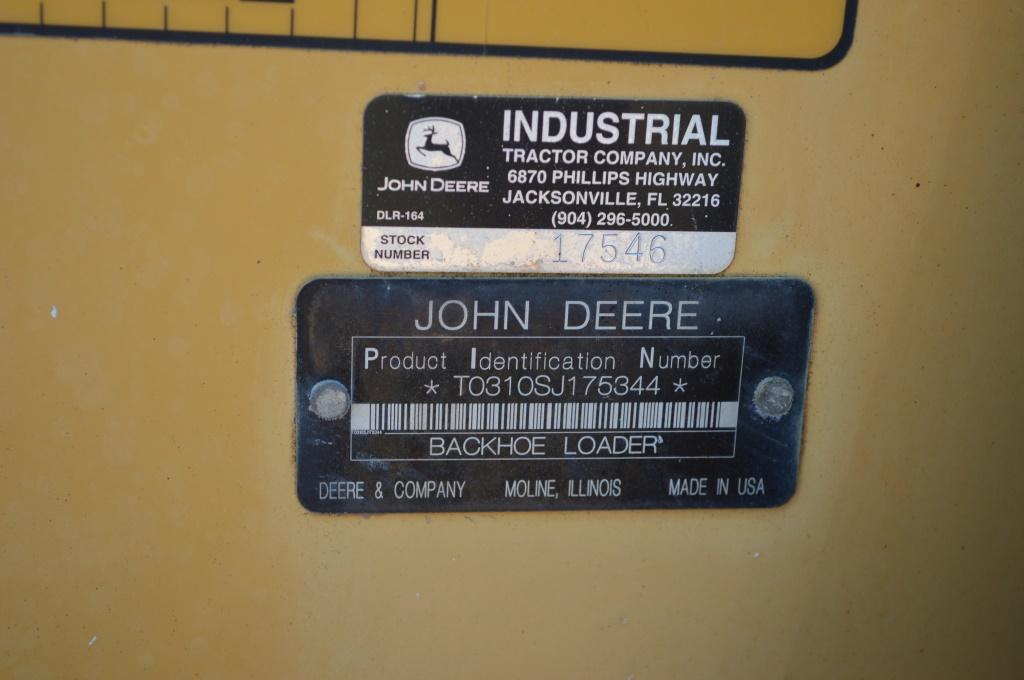 INDUSTRIAL
TRACTOR COMPANY, INC.
6870 PHILLIPS HIGHWAY
JACKSONVILLE, FL 32216
(904) 296-5000
JOHN DEERE
DLR-164
STOCK NUMBER 17546
JOHN DEERE
Product Identification Number
* T0310SJ175344 *
BACKHOE LOADER
DEERE & COMPANY MOLINE, ILLINOIS MADE IN USA